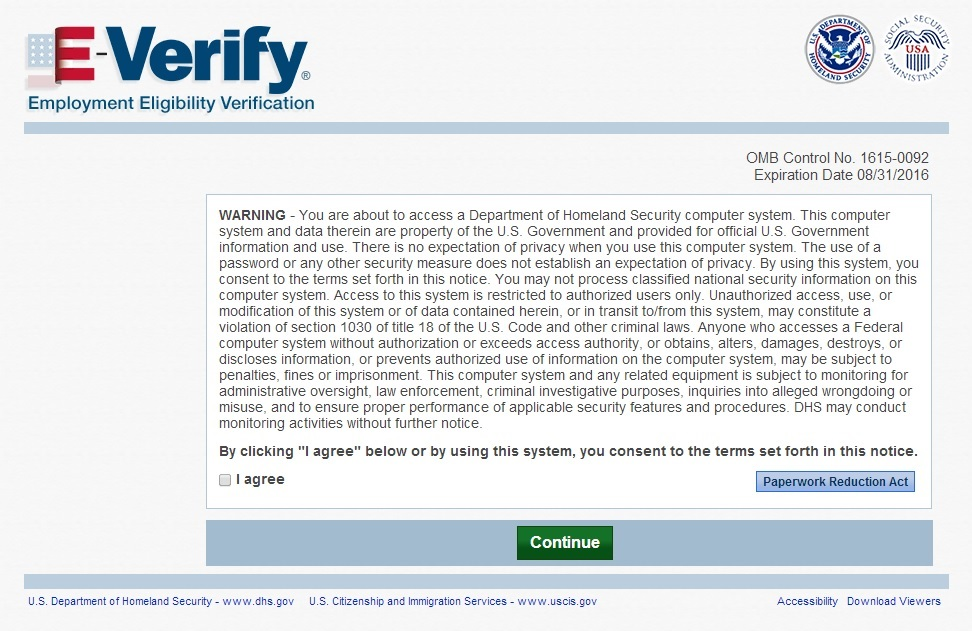 E-Verify®
Employment Eligibility Verification
U.S. DEPARTMENT OF HOMELAND SECURITY
SOCIAL SECURITY ADMINISTRATION
USA
OMB Control No. 1615-0092
Expiration Date 08/31/2016
WARNING - You are about to access a Department of Homeland Security computer system. This computer
system and data therein are property of the U.S. Government and provided for official U.S. Government
information and use. There is no expectation of privacy when you use this computer system. The use of a
password or any other security measure does not establish an expectation of privacy. By using this system, you
consent to the terms set forth in this notice. You may not process classified national security information on this
computer system. Access to this system is restricted to authorized users only. Unauthorized access, use, or
modification of this system or of data contained herein, or in transit to/from this system, may constitute a
violation of section 1030 of title 18 of the U.S. Code and other criminal laws. Anyone who accesses a Federal
computer system without authorization or exceeds access authority, or obtains, alters, damages, destroys, or
discloses information, or prevents authorized use of information on the computer system, may be subject to
penalties, fines or imprisonment. This computer system and any related equipment is subject to monitoring for
administrative oversight, law enforcement, criminal investigative purposes, inquiries into alleged wrongdoing or
misuse, and to ensure proper performance of applicable security features and procedures. DHS may conduct
monitoring activities without further notice.
By clicking "I agree" below or by using this system, you consent to the terms set forth in this notice.
I agree
Paperwork Reduction Act
Continue
U.S. Department of Homeland Security - www.dhs.gov U.S. Citizenship and Immigration Services - www.uscis.gov Accessibility Download Viewers